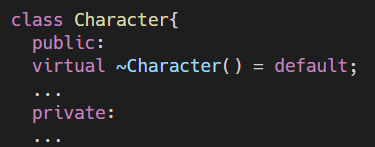 class Character{
public:
virtual ~Character() = default;
...
private:
...